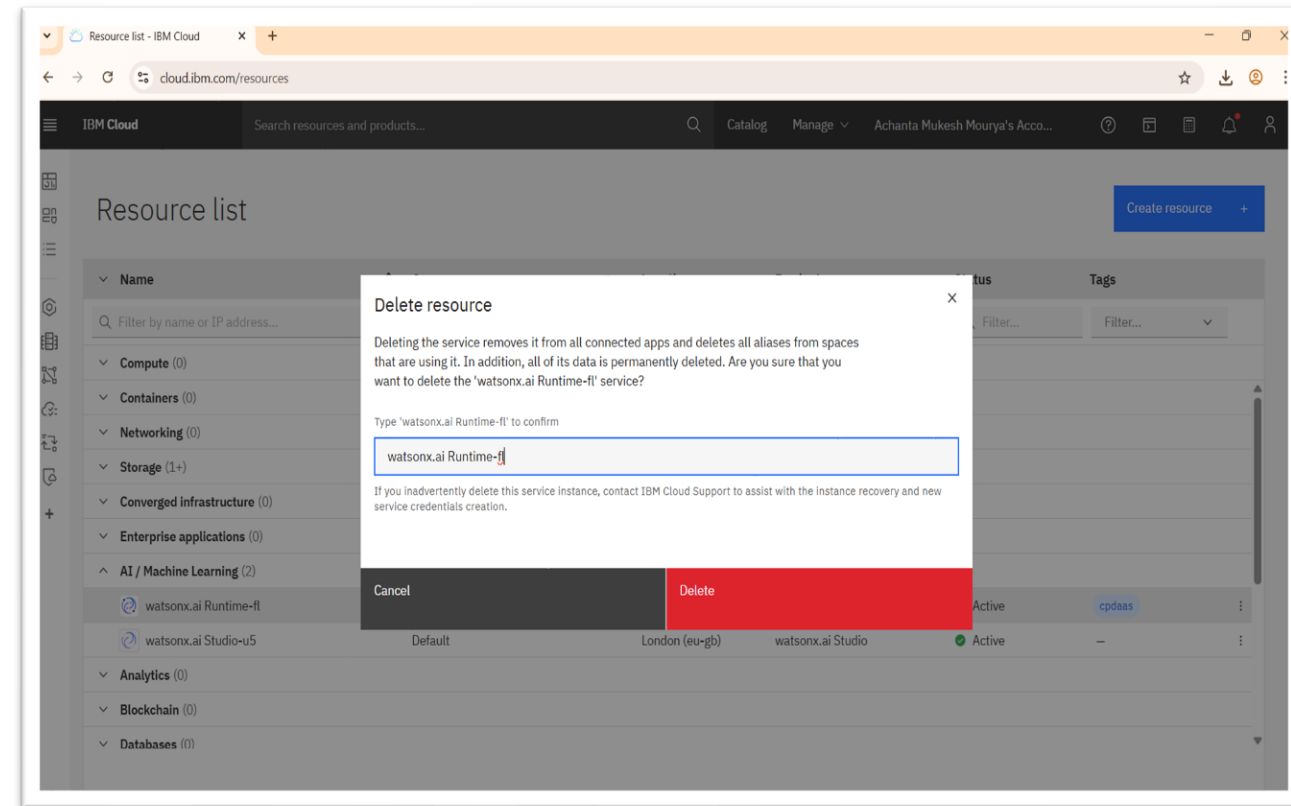 Resource list - IBM Cloud
cloud.ibm.com/resources
IBM Cloud
Search resources and products...
Catalog
Manage
Achanta Mukesh Mourya's Acco...
Resource list
Create resource +
Name
tus
Tags
Filter by name or IP address...
Filter...
Filter...
Delete resource
Deleting the service removes it from all connected apps and deletes all aliases from spaces
that are using it. In addition, all of its data is permanently deleted. Are you sure that you
want to delete the 'watsonx.ai Runtime-fl' service?
Type 'watsonx.ai Runtime-fl' to confirm
watsonx.ai Runtime-fl
If you inadvertently delete this service instance, contact IBM Cloud Support to assist with the instance recovery and new
service credentials creation.
Cancel
Delete
Compute (0)
Containers (0)
Networking (0)
Storage (1+)
Converged infrastructure (0)
Enterprise applications (0)
AI / Machine Learning (2)
watsonx.ai Runtime-fl
Active
cpdaas
watsonx.ai Studio-u5
Default
London (eu-gb)
watsonx.ai Studio
Active
–
Analytics (0)
Blockchain (0)
Databases (0)